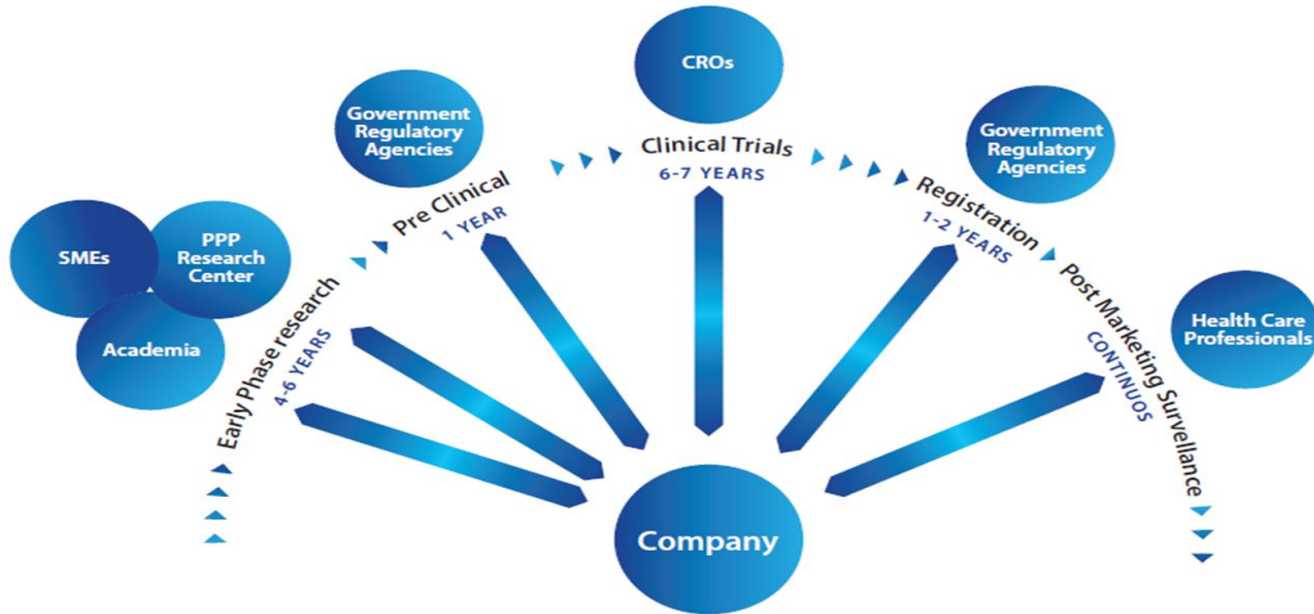 CROs
Government
Regulatory
Agencies
Government
Regulatory
Agencies
Clinical Trials
6-7 YEARS
Pre Clinical
1 YEAR
Registration
1-2 YEARS
SMEs
PPP
Research
Center
Academia
Early Phase research
4-6 YEARS
Post Marketing Survellance
CONTINUOS
Health Care
Professionals
Company